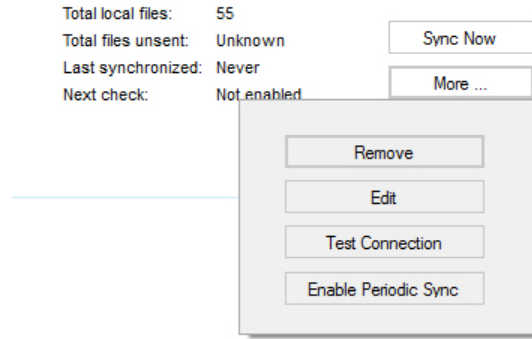 Total local files: 55
Total files unsent: Unknown
Sync Now
Last synchronized: Never
More ...
Next check: Not enabled
Remove
Edit
Test Connection
Enable Periodic Sync